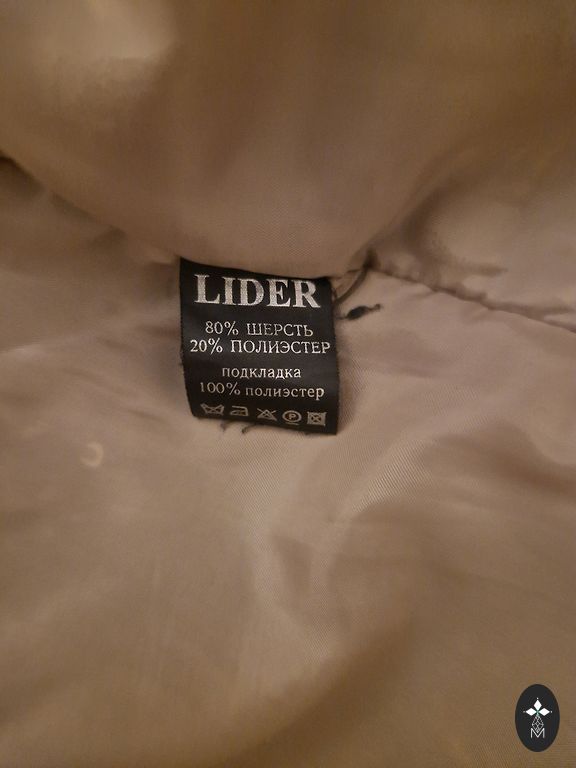 LIDER
80% ШЕРСТЬ
20% ПОЛИЭСТЕР
подкладка
100% полиэстер